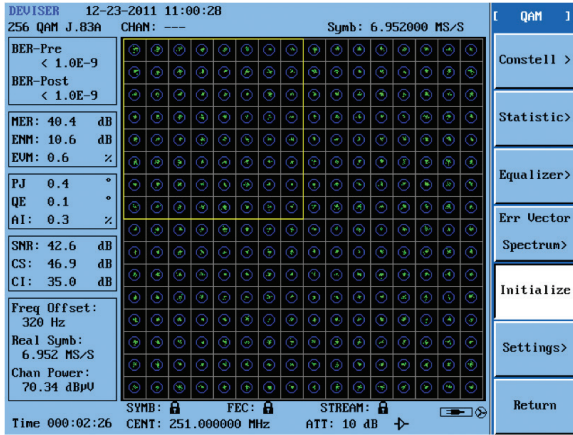 DEVISER 12-23-2011 11:00:28
256 QAM J.83A CHAN: --- Symb: 6.952000 MS/S
BER-Pre
< 1.0E-9
BER-Post
< 1.0E-9
MER: 40.4 dB
ENM: 10.6 dB
EVM: 0.6 %
PJ 0.4 °
QE 0.1 °
AI: 0.3 %
SNR: 42.6 dB
CS: 46.9 dB
CI: 35.0 dB
Freq Offset:
320 Hz
Real Symb:
6.952 MS/S
Chan Power:
70.34 dBµV
Time 000:02:26
SYMB: FEC: STREAM:
CENT: 251.000000 MHz ATT: 10 dB
[ QAM ]
Constell >
Statistic>
Equalizer>
Err Vector
Spectrum>
Initialize
Settings>
Return